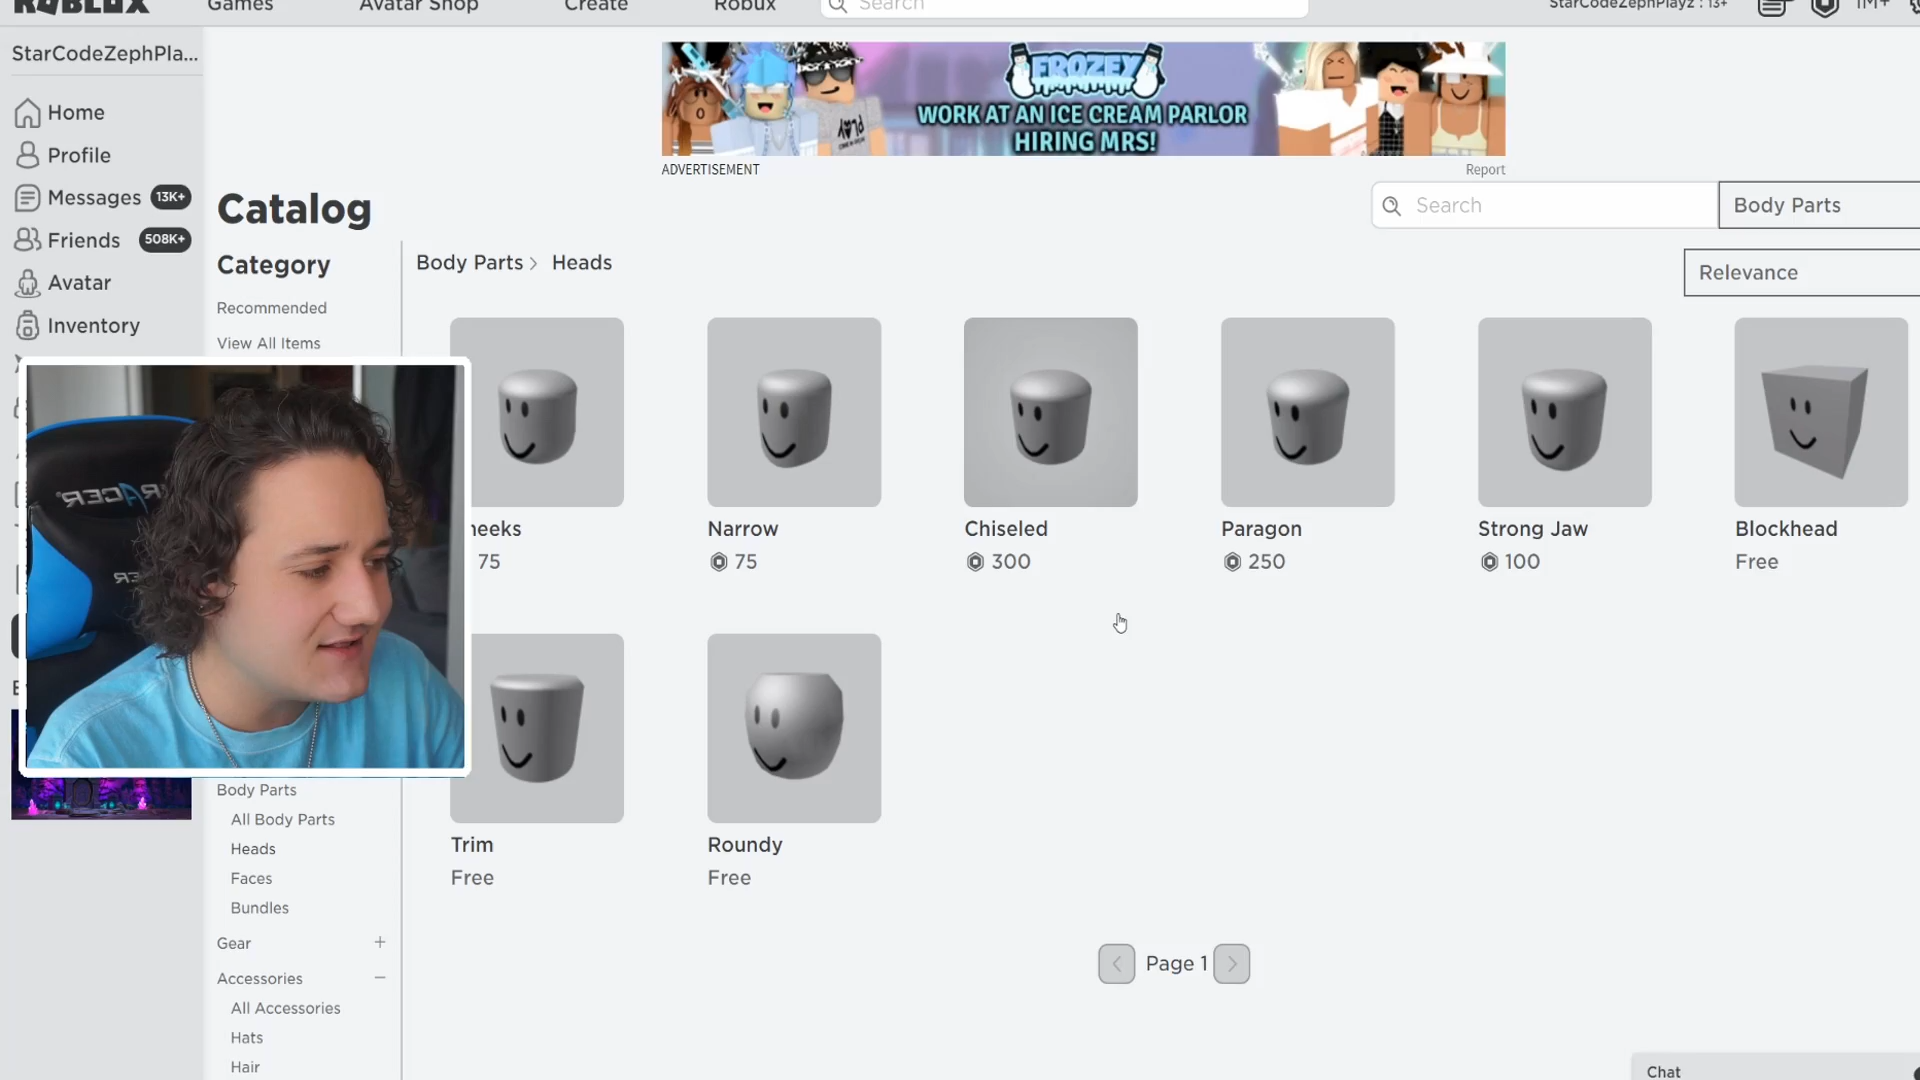 ROBLOX
Games
Avatar Shop
Create
Robux
Search
StarCodeZephPlayz : 13+
1M+
StarCodeZephPla...
Home
Profile
Messages 13K+
Friends 508K+
Avatar
Inventory
FROZEY
WORK AT AN ICE CREAM PARLOR
HIRING MRS!
ADVERTISEMENT
Report
Catalog
Search
Body Parts
Category
Recommended
View All Items
Body Parts > Heads
Relevance
heeks
75
Narrow
75
Chiseled
300
Paragon
250
Strong Jaw
100
Blockhead
Free
Trim
Free
Roundy
Free
Body Parts
All Body Parts
Heads
Faces
Bundles
Gear +
Accessories −
All Accessories
Hats
Hair
< Page 1 >
Chat